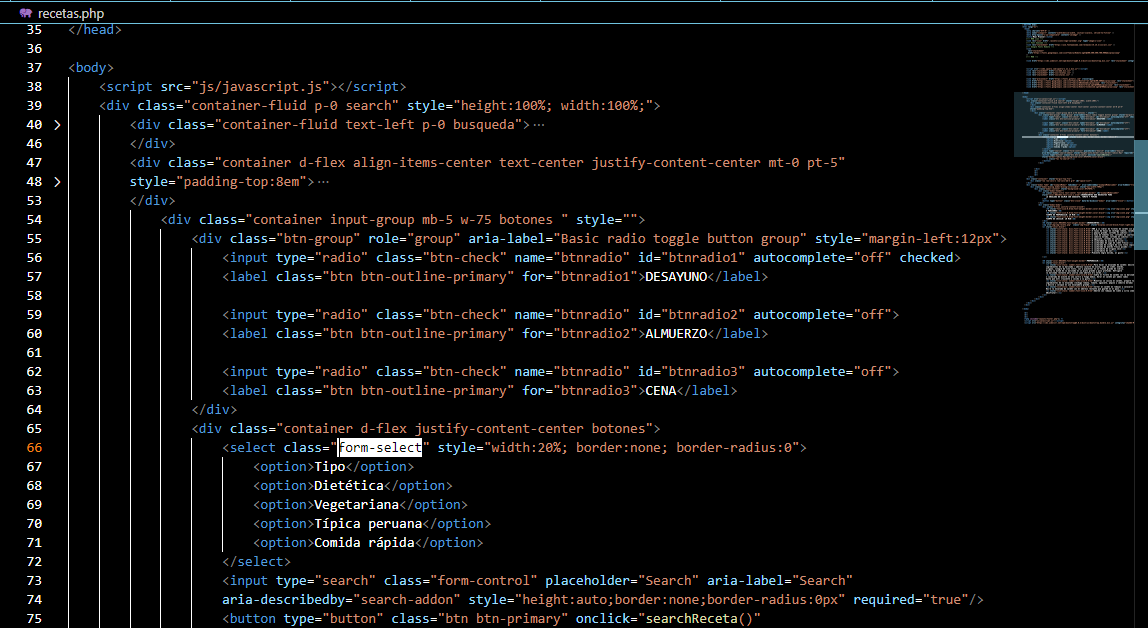 recetas.php
35 </head>
36
37 <body>
38 <script src="js/javascript.js"></script>
39 <div class="container-fluid p-0 search" style="height:100%; width:100%;">
40 <div class="container-fluid text-left p-0 busqueda">…
46 </div>
47 <div class="container d-flex align-items-center text-center justify-content-center mt-0 pt-5"
48 style="padding-top:8em">…
53 </div>
54 <div class="container input-group mb-5 w-75 botones " style="">
55 <div class="btn-group" role="group" aria-label="Basic radio toggle button group" style="margin-left:12px">
56 <input type="radio" class="btn-check" name="btnradio" id="btnradio1" autocomplete="off" checked>
57 <label class="btn btn-outline-primary" for="btnradio1">DESAYUNO</label>
58
59 <input type="radio" class="btn-check" name="btnradio" id="btnradio2" autocomplete="off">
60 <label class="btn btn-outline-primary" for="btnradio2">ALMUERZO</label>
61
62 <input type="radio" class="btn-check" name="btnradio" id="btnradio3" autocomplete="off">
63 <label class="btn btn-outline-primary" for="btnradio3">CENA</label>
64 </div>
65 <div class="container d-flex justify-content-center botones">
66 <select class="form-select" style="width:20%; border:none; border-radius:0">
67 <option>Tipo</option>
68 <option>Dietética</option>
69 <option>Vegetariana</option>
70 <option>Típica peruana</option>
71 <option>Comida rápida</option>
72 </select>
73 <input type="search" class="form-control" placeholder="Search" aria-label="Search"
74 aria-describedby="search-addon" style="height:auto;border:none;border-radius:0px" required="true"/>
75 <button type="button" class="btn btn-primary" onclick="searchReceta()"